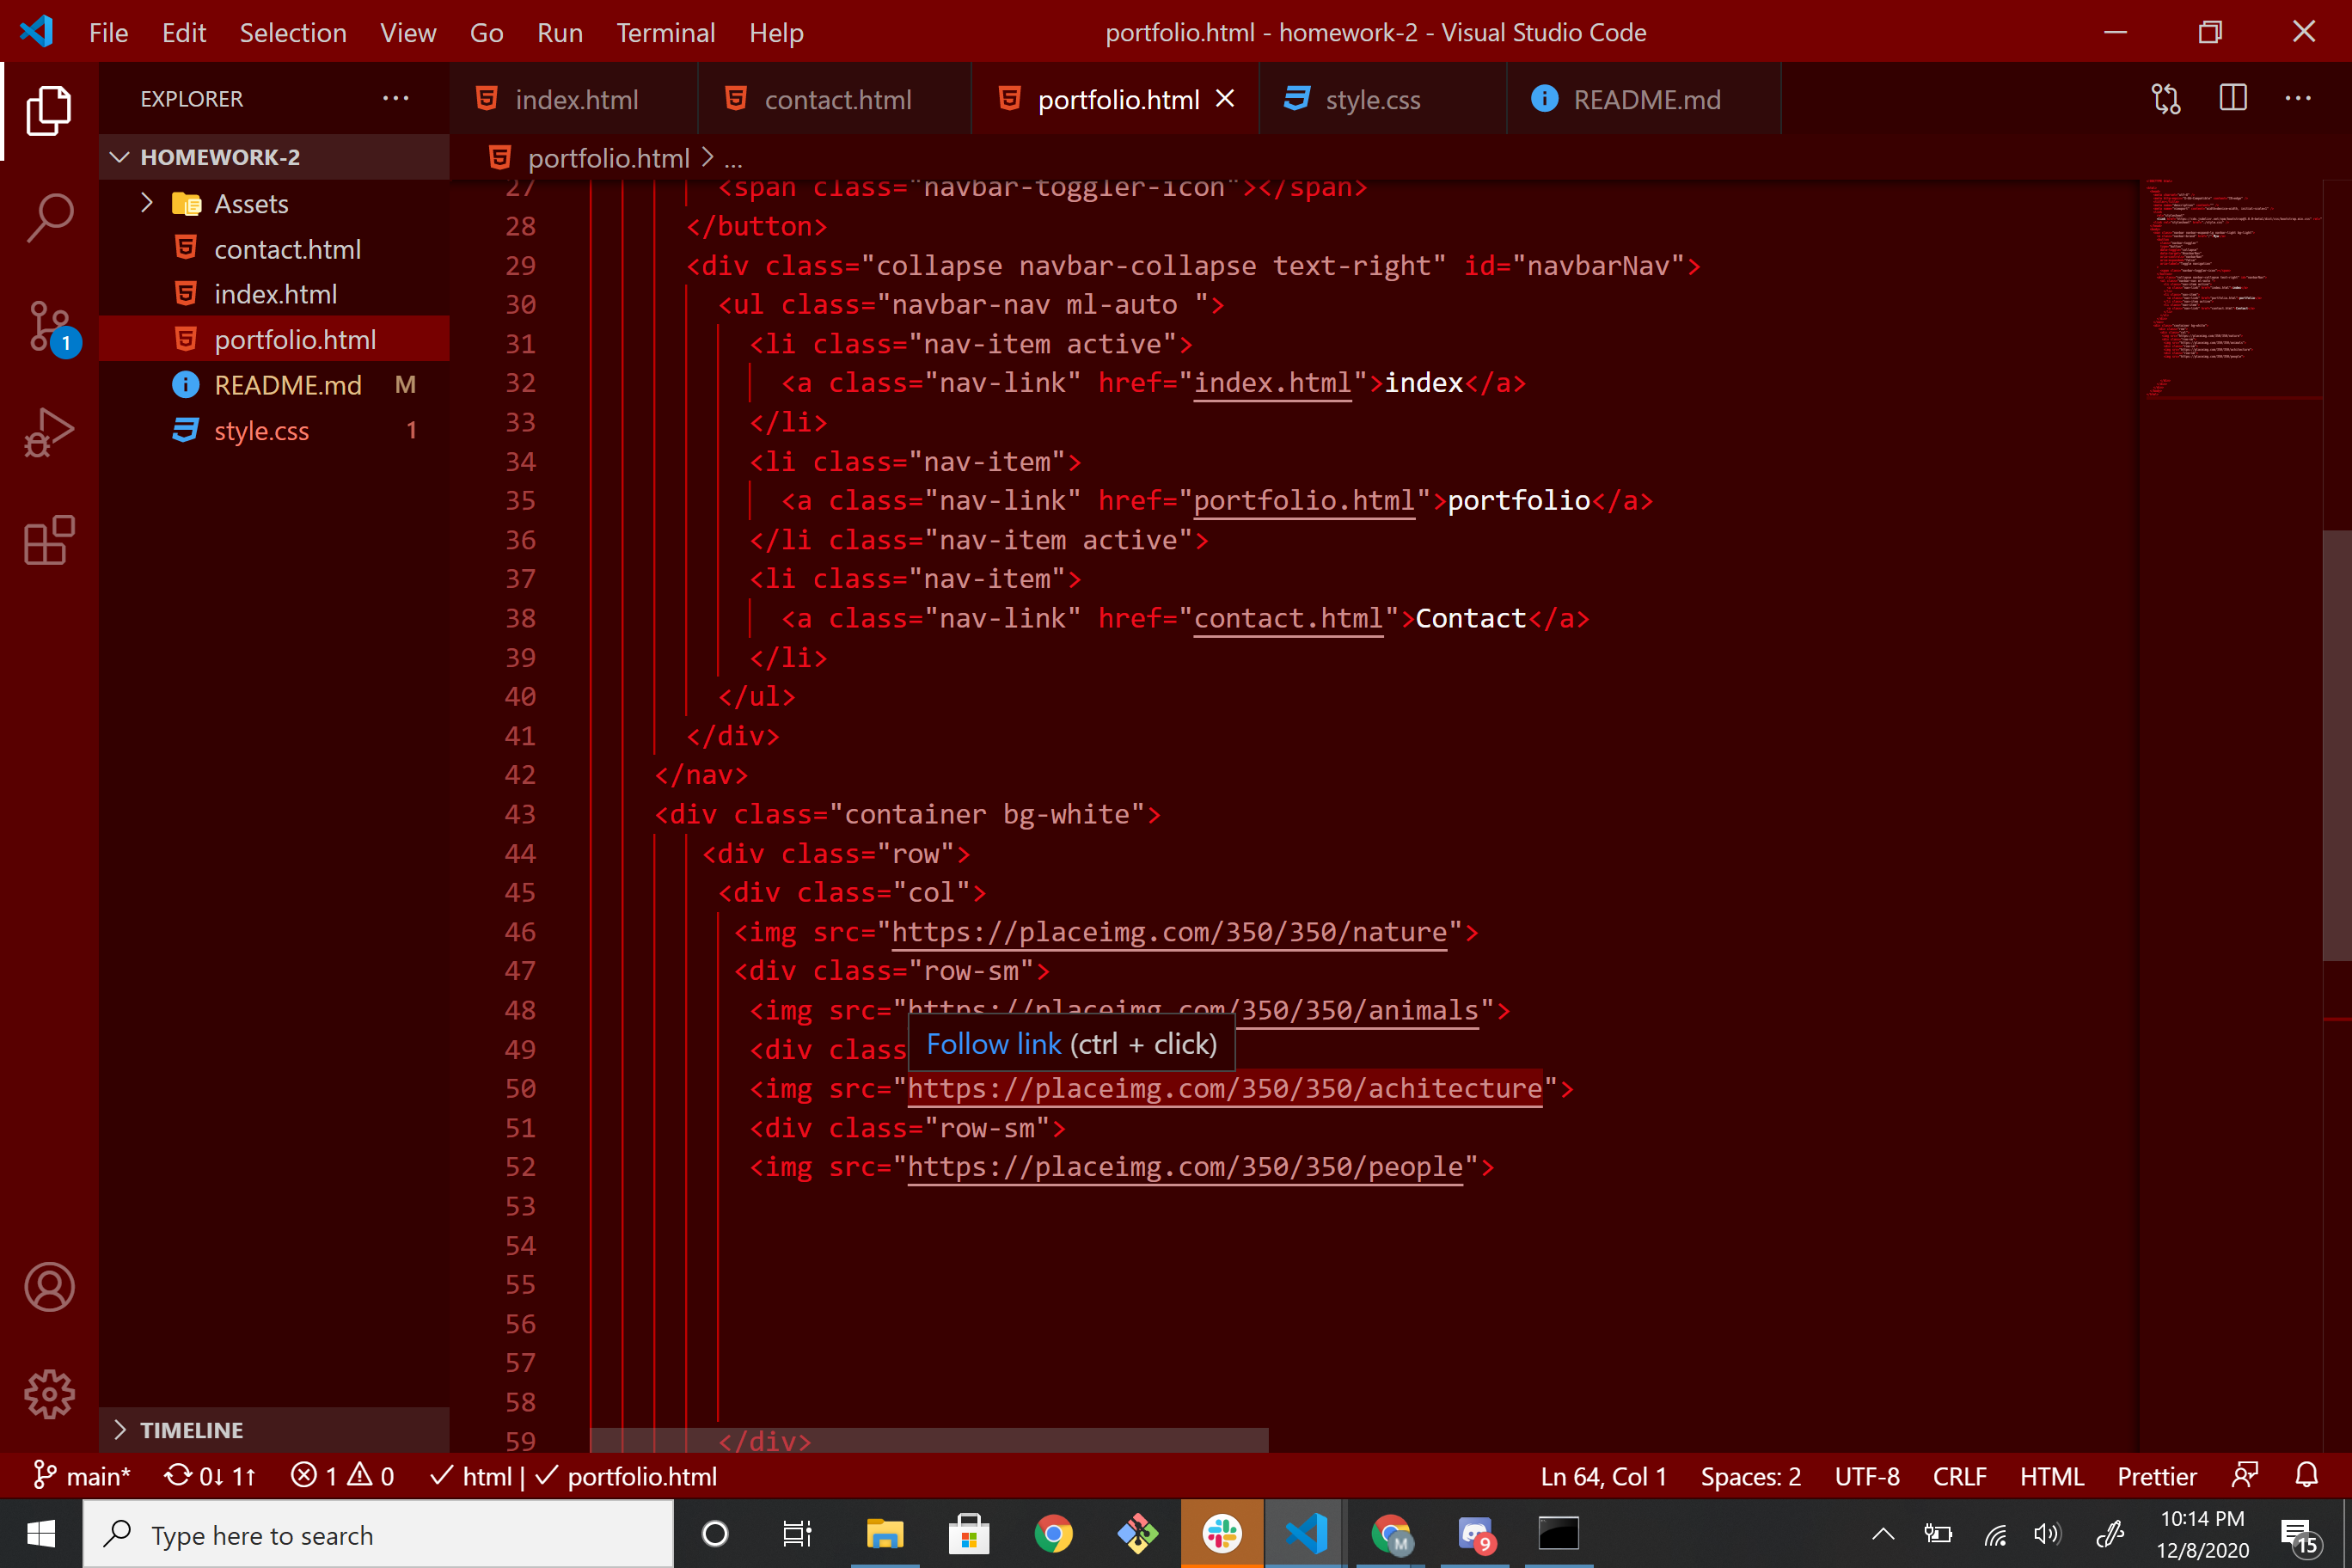 File Edit Selection View Go Run Terminal Help
portfolio.html - homework-2 - Visual Studio Code
EXPLORER
index.html contact.html portfolio.html style.css README.md
HOMEWORK-2
portfolio.html > ...
Assets
contact.html
index.html
portfolio.html
README.md M
style.css 1
27 <span class="navbar-toggler-icon"></span>
28 </button>
29 <div class="collapse navbar-collapse text-right" id="navbarNav">
30 <ul class="navbar-nav ml-auto ">
31 <li class="nav-item active">
32 <a class="nav-link" href="index.html">index</a>
33 </li>
34 <li class="nav-item">
35 <a class="nav-link" href="portfolio.html">portfolio</a>
36 </li class="nav-item active">
37 <li class="nav-item">
38 <a class="nav-link" href="contact.html">Contact</a>
39 </li>
40 </ul>
41 </div>
42 </nav>
43 <div class="container bg-white">
44 <div class="row">
45 <div class="col">
46 <img src="https://placeimg.com/350/350/nature">
47 <div class="row-sm">
48 <img src="https://placeimg.com/350/350/animals">
Follow link (ctrl + click)
49 <div class
50 <img src="https://placeimg.com/350/350/achitecture">
51 <div class="row-sm">
52 <img src="https://placeimg.com/350/350/people">
53
54
55
56
57
58
59 </div>
1
TIMELINE
main* 0↓ 1↑ 1 0 html | portfolio.html
Ln 64, Col 1 Spaces: 2 UTF-8 CRLF HTML Prettier
Type here to search
M
9
10:14 PM
12/8/2020
15